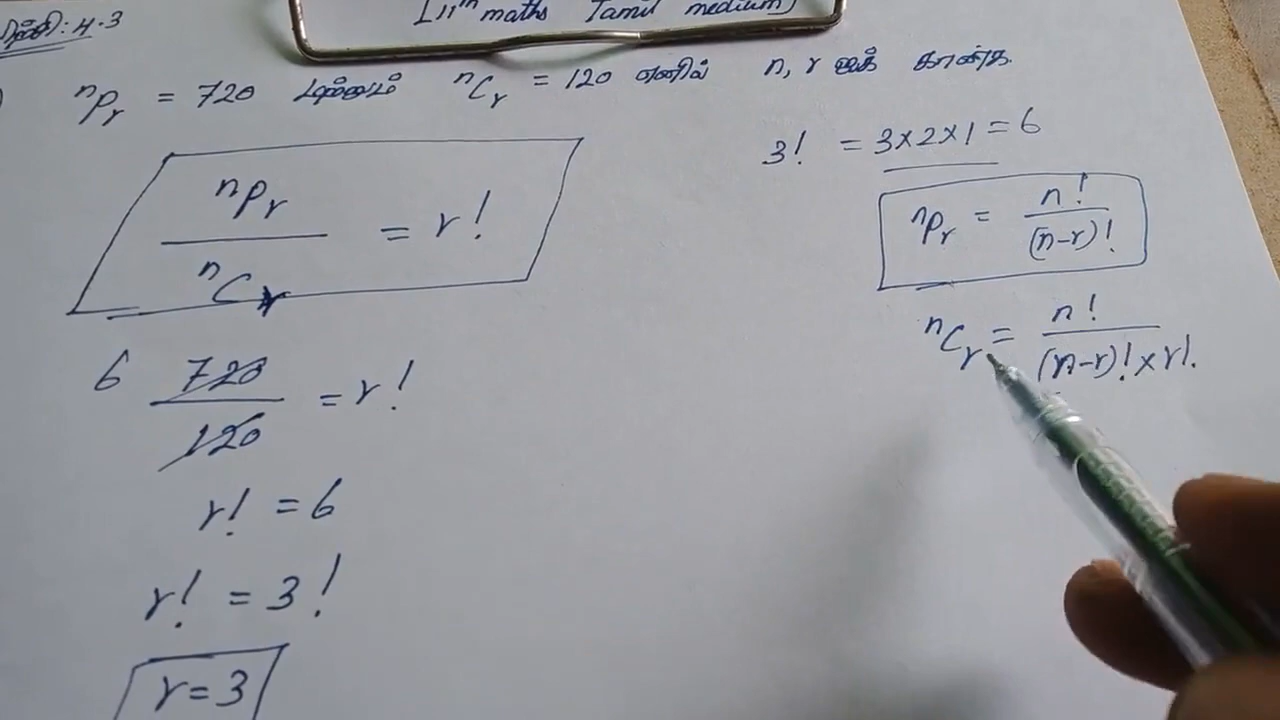 பயிற்சி: 4.3
[11th maths Tamil medium]
) nPr = 720 மற்றும் nCr = 120 எனில் n, r ஐக் காண்க.
nPr / nCr = r!
6 720 / 120 = r!
r! = 6
r! = 3!
r = 3
3! = 3×2×1 = 6
nPr = n! / (n-r)!
nCr = n! / (n-r)! × r!.